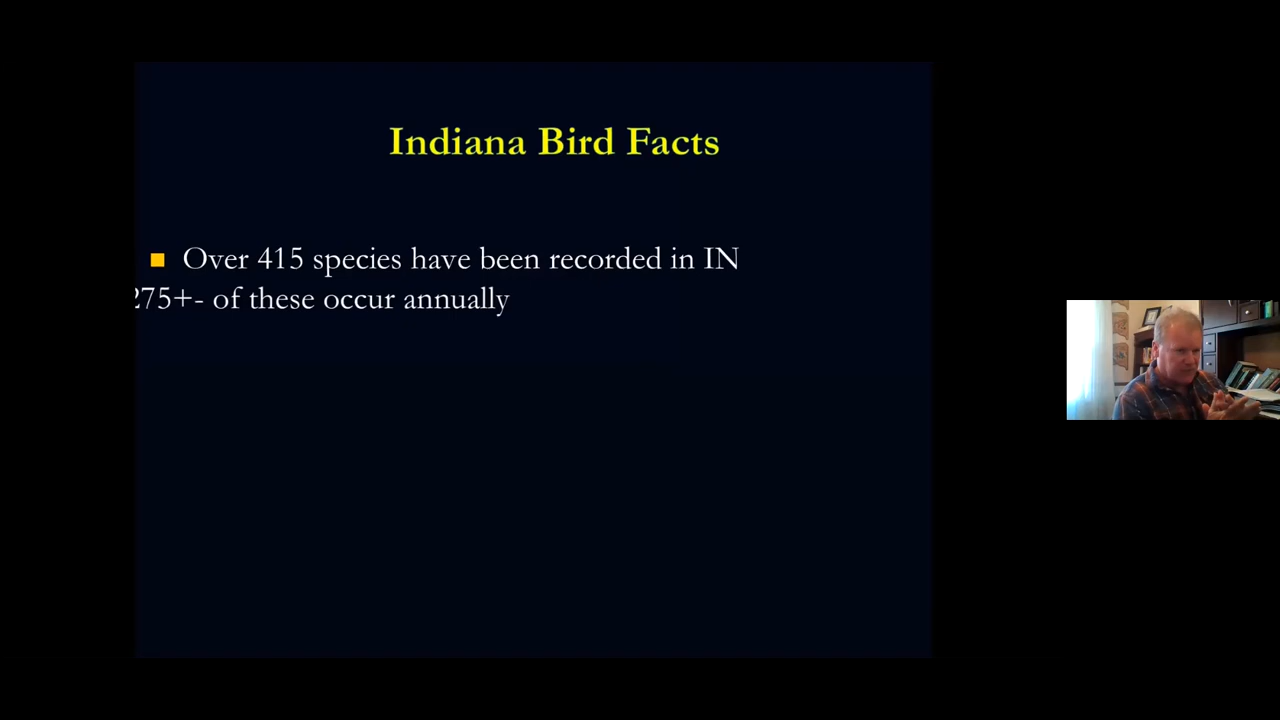 Indiana Bird Facts
Over 415 species have been recorded in IN
275+- of these occur annually